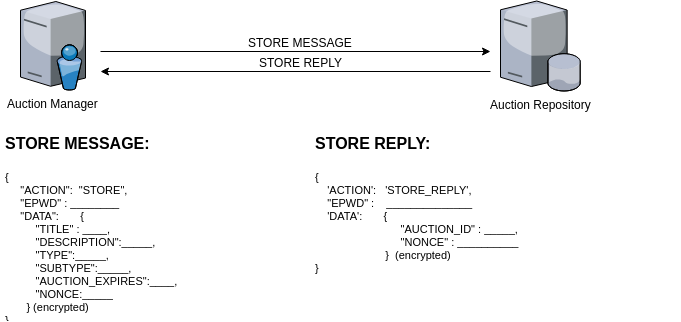 STORE MESSAGE
STORE REPLY
Auction Manager
Auction Repository
STORE MESSAGE:
{
"ACTION": "STORE",
"EPWD" : ________
"DATA": {
"TITLE" : ____,
"DESCRIPTION":_____,
"TYPE":_____,
"SUBTYPE":_____,
"AUCTION_EXPIRES":____,
"NONCE:_____
} (encrypted)
}
STORE REPLY:
{
'ACTION': 'STORE_REPLY',
"EPWD" : ______________
'DATA': {
"AUCTION_ID" : _____,
"NONCE" : __________
} (encrypted)
}